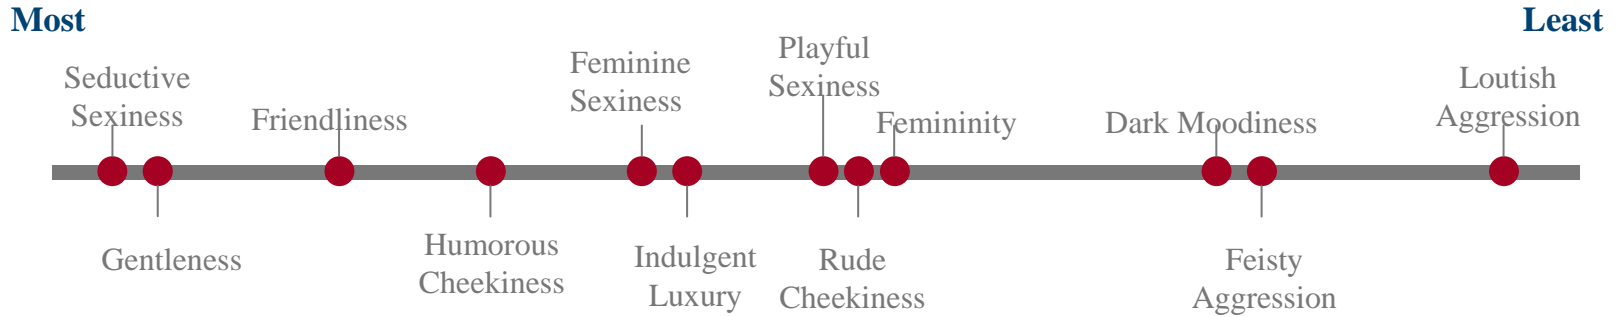 Most
Least
Seductive
Sexiness
Friendliness
Feminine
Sexiness
Playful
Sexiness
Femininity
Dark Moodiness
Loutish
Aggression
Gentleness
Humorous
Cheekiness
Indulgent
Luxury
Rude
Cheekiness
Feisty
Aggression